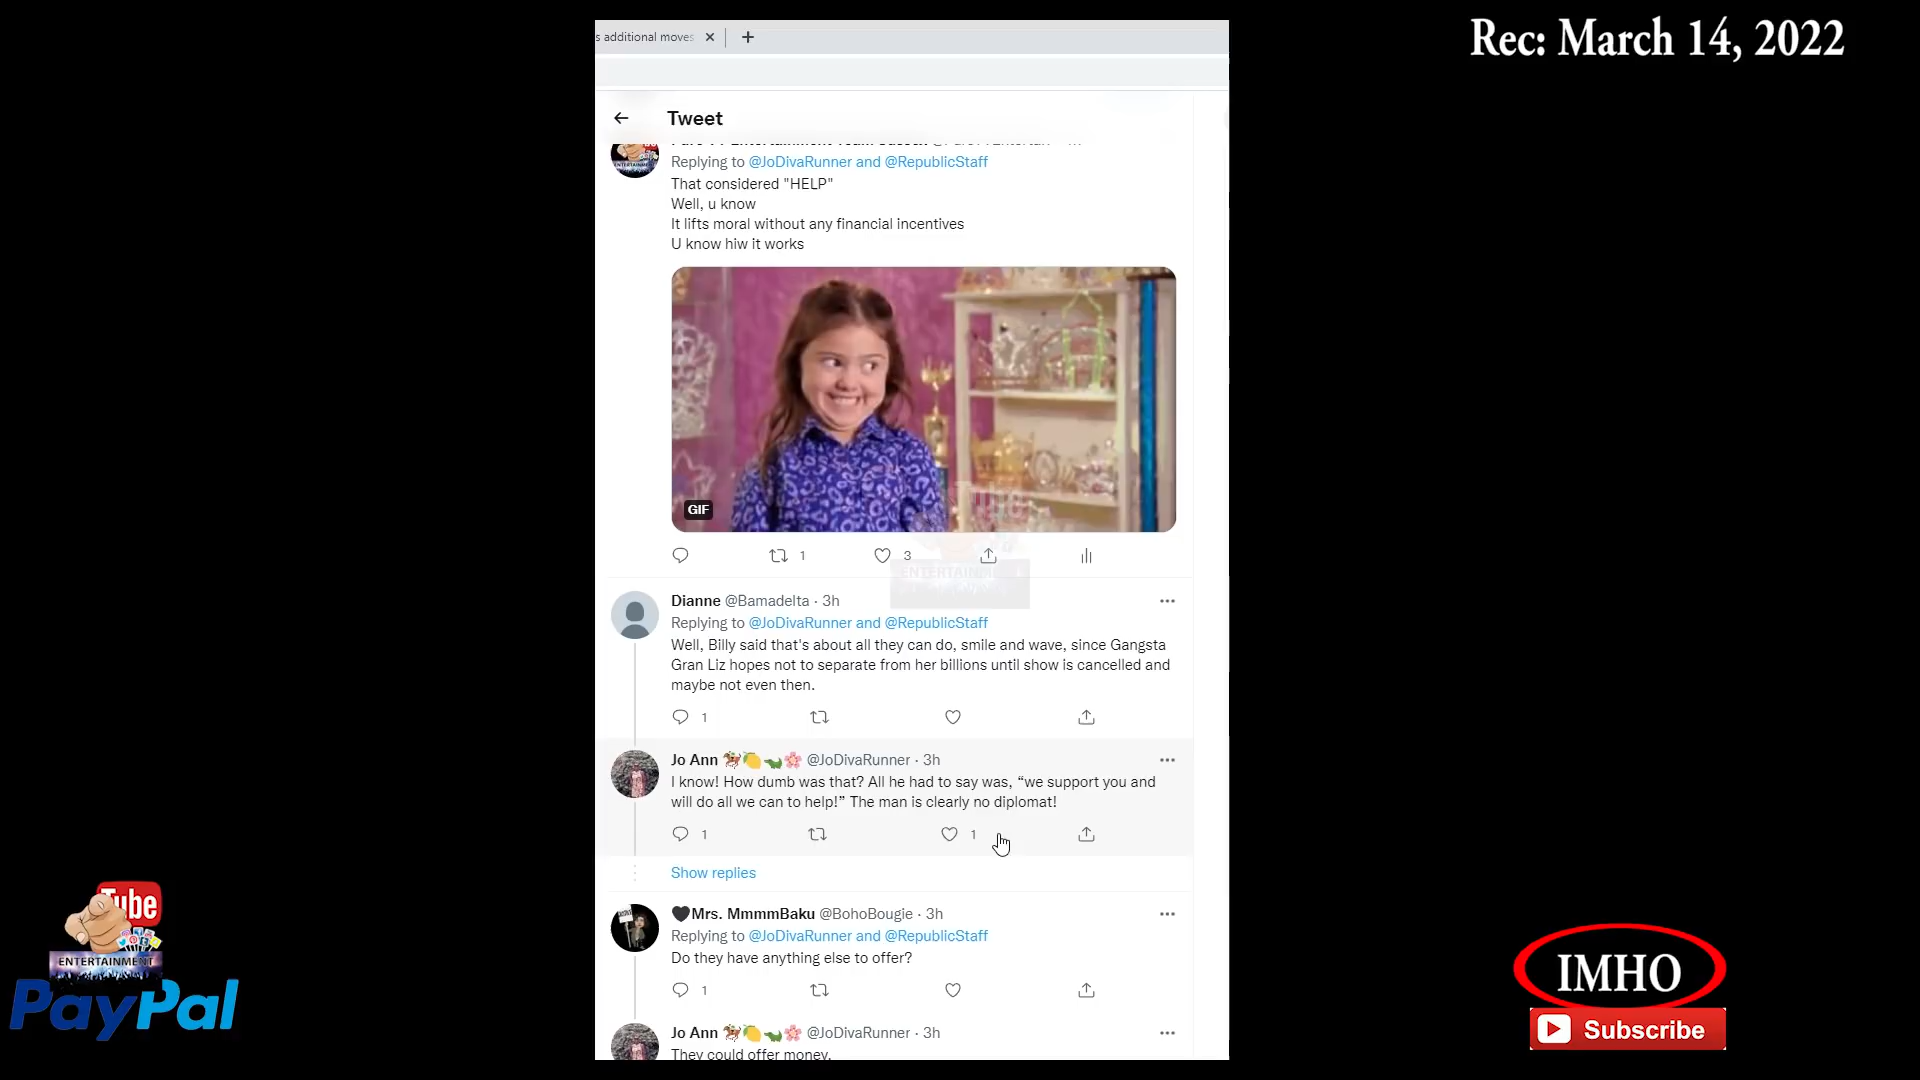 Rec: March 14, 2022
s additional moves
Tweet
Replying to @JoDivaRunner and @RepublicStaff
That considered "HELP"
Well, u know
It lifts moral without any financial incentives
U know hiw it works
GIF
1
3
ENTERTAINMENT
Dianne @Bamadelta · 3h
Replying to @JoDivaRunner and @RepublicStaff
Well, Billy said that's about all they can do, smile and wave, since Gangsta
Gran Liz hopes not to separate from her billions until show is cancelled and
maybe not even then.
1
Jo Ann 🏇🍋🐊🌸 @JoDivaRunner · 3h
I know! How dumb was that? All he had to say was, “we support you and
will do all we can to help!” The man is clearly no diplomat!
1
1
Show replies
🖤Mrs. MmmmBaku @BohoBougie · 3h
Replying to @JoDivaRunner and @RepublicStaff
Do they have anything else to offer?
1
Jo Ann 🏇🍋🐊🌸 @JoDivaRunner · 3h
They could offer money.
Tube
ENTERTAINMENT
PayPal
IMHO
Subscribe